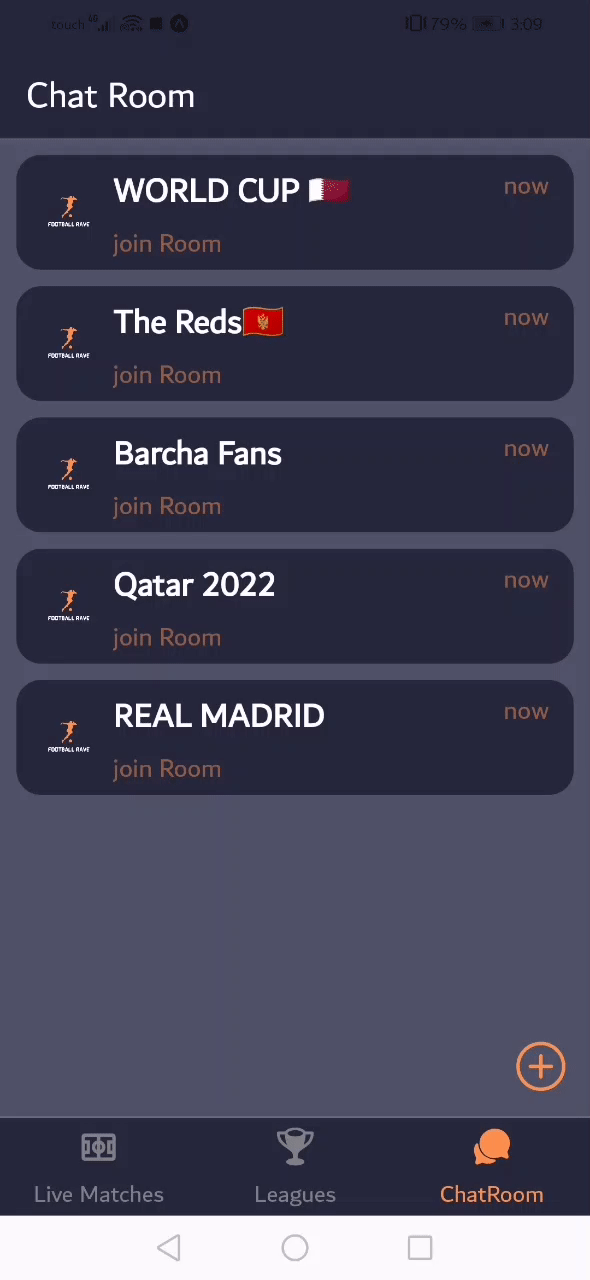 touch 4G 79% 3:09
Chat Room
WORLD CUP 🇶🇦 now
FOOTBALL RAVE
join Room
The Reds🇲🇪 now
FOOTBALL RAVE
join Room
Barcha Fans now
FOOTBALL RAVE
join Room
Qatar 2022 now
FOOTBALL RAVE
join Room
REAL MADRID now
FOOTBALL RAVE
join Room
Live Matches Leagues ChatRoom